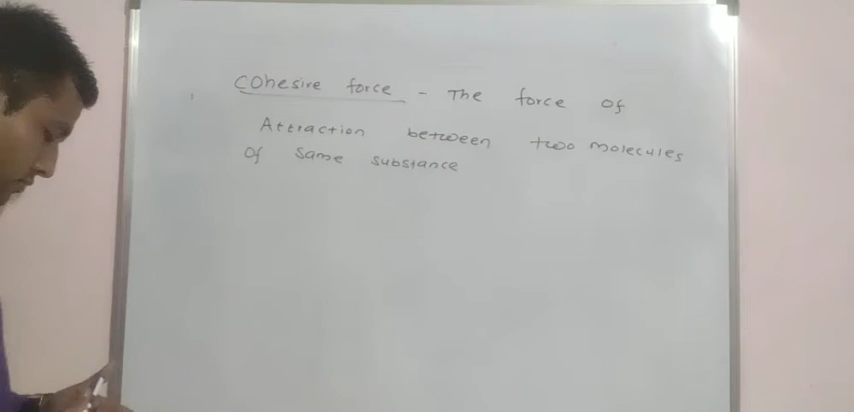 Cohesive force - The force of
Attraction between two molecules
of same substance